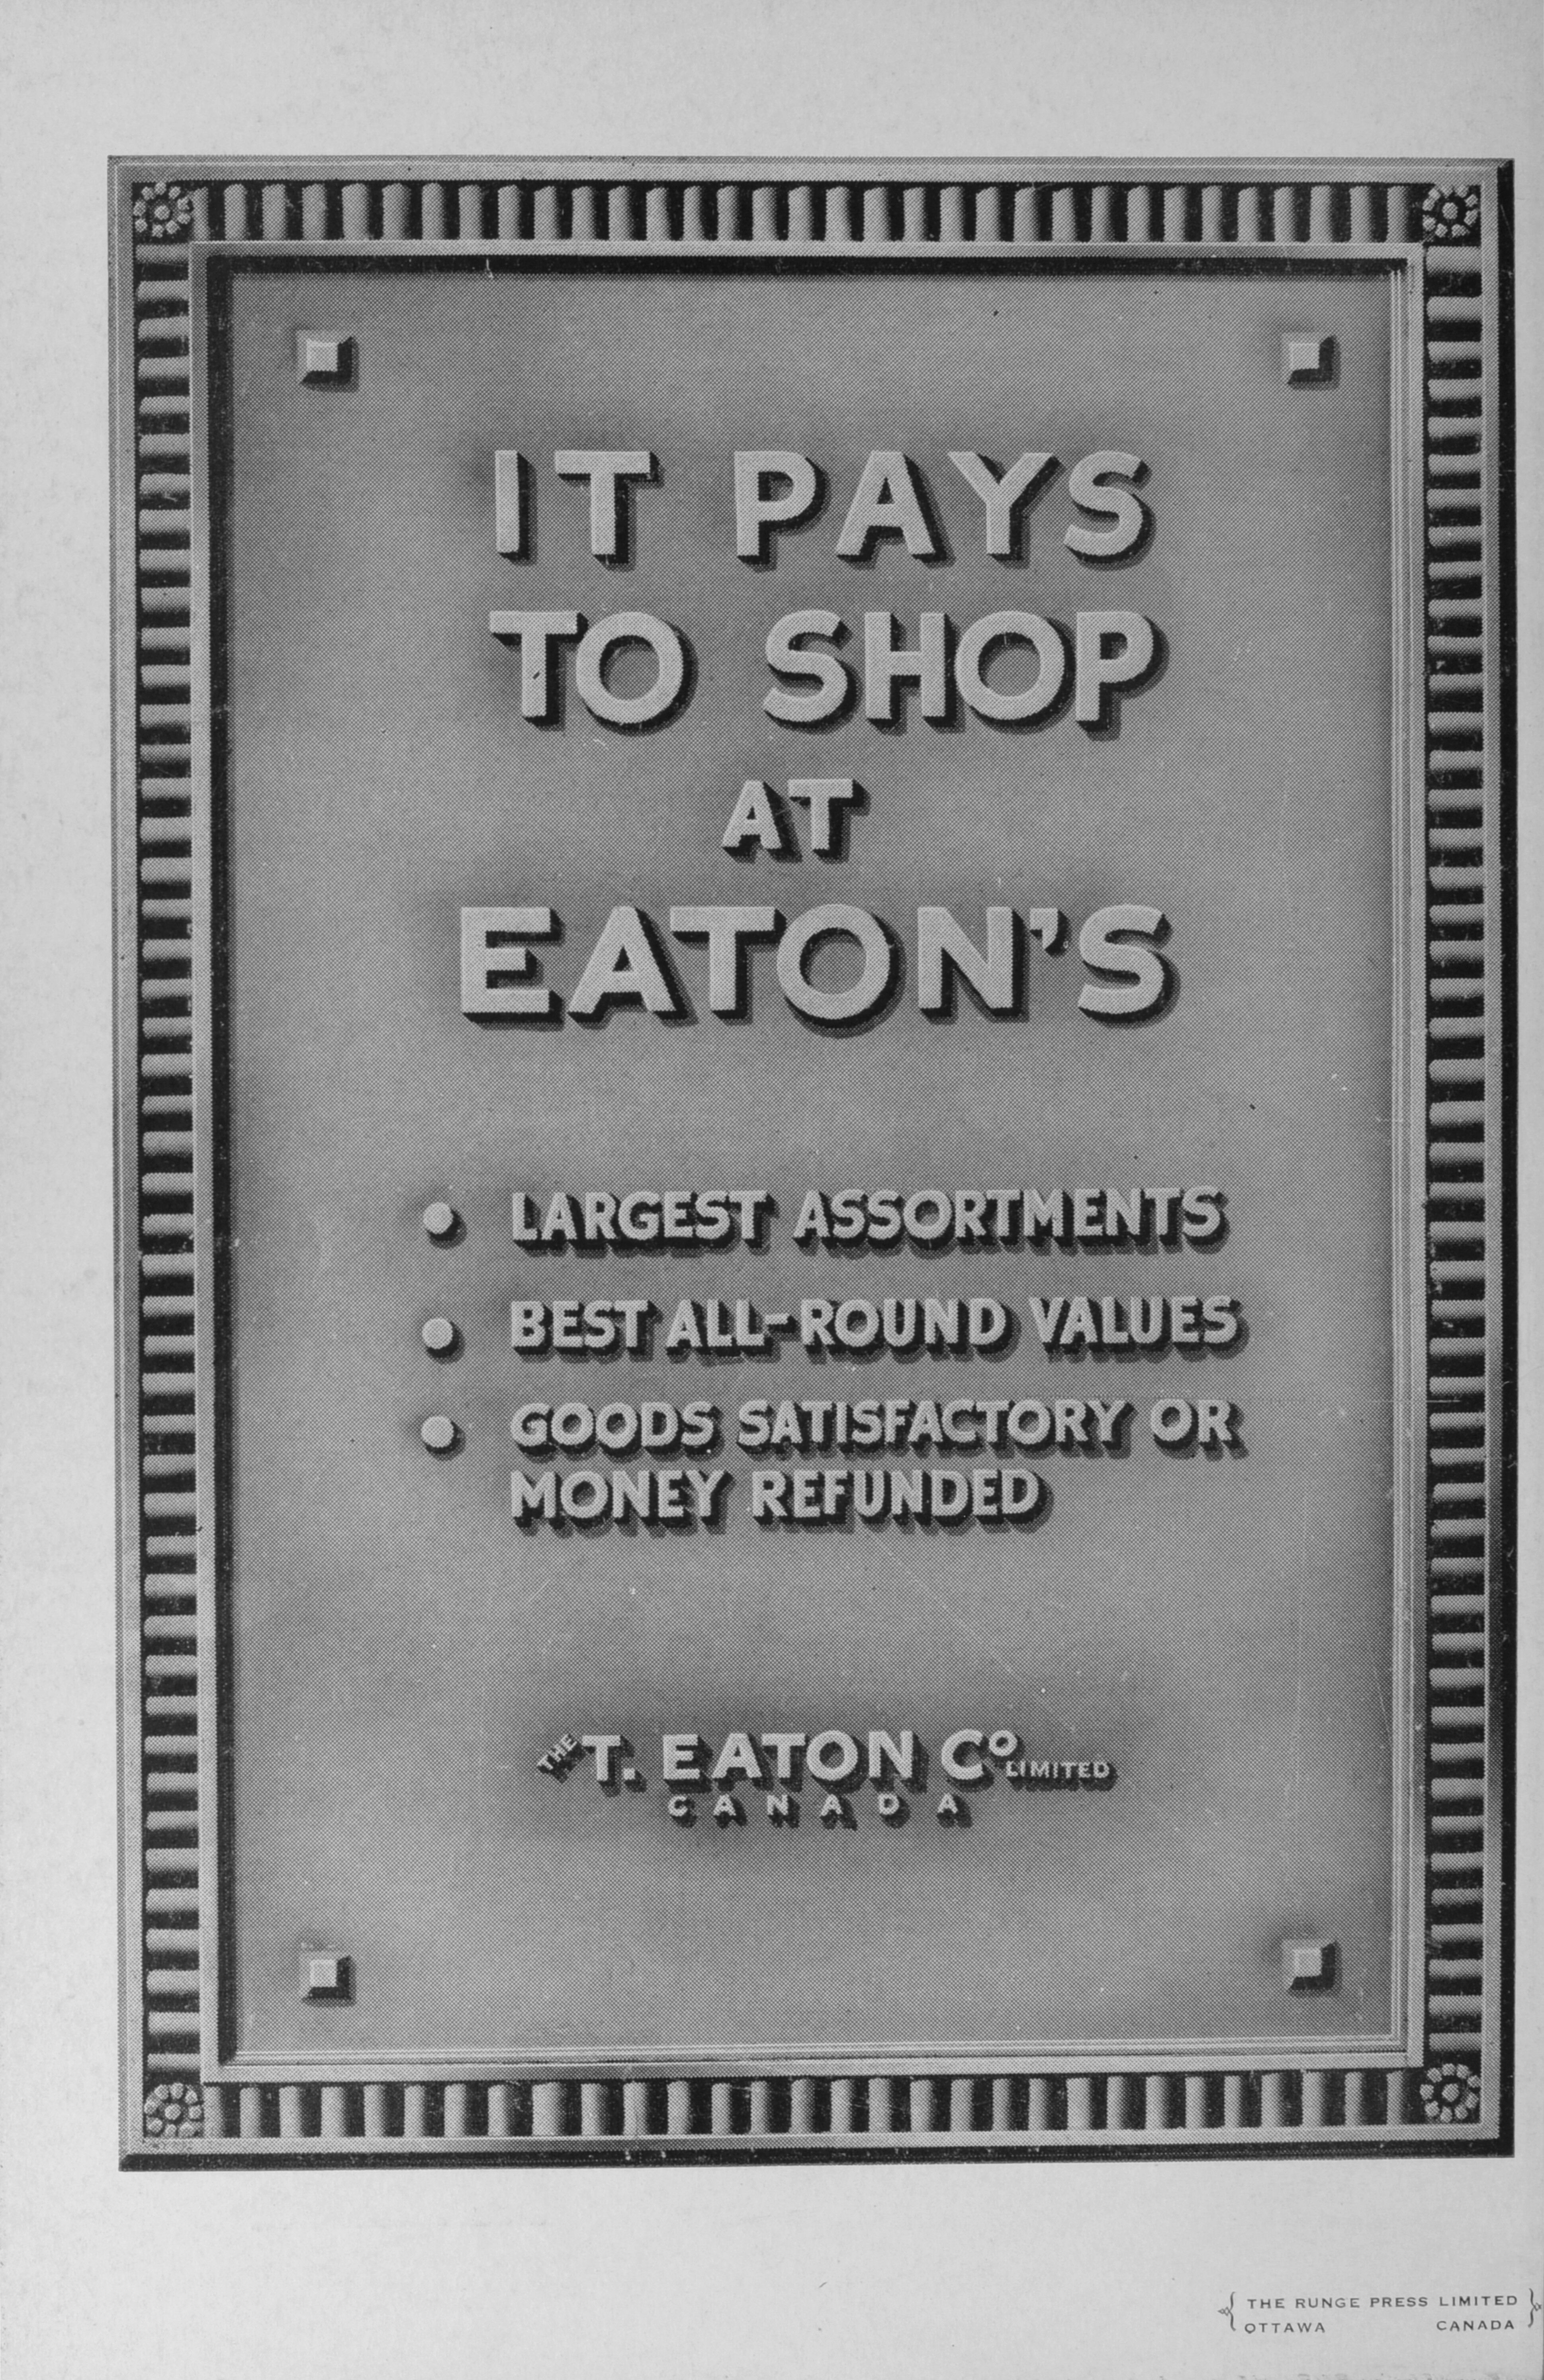 IT PAYS
TO SHOP
AT
EATON'S
• LARGEST ASSORTMENTS
• BEST ALL-ROUND VALUES
• GOODS SATISFACTORY OR
MONEY REFUNDED
THE T. EATON CO LIMITED
CANADA
THE RUNGE PRESS LIMITED
OTTAWA CANADA